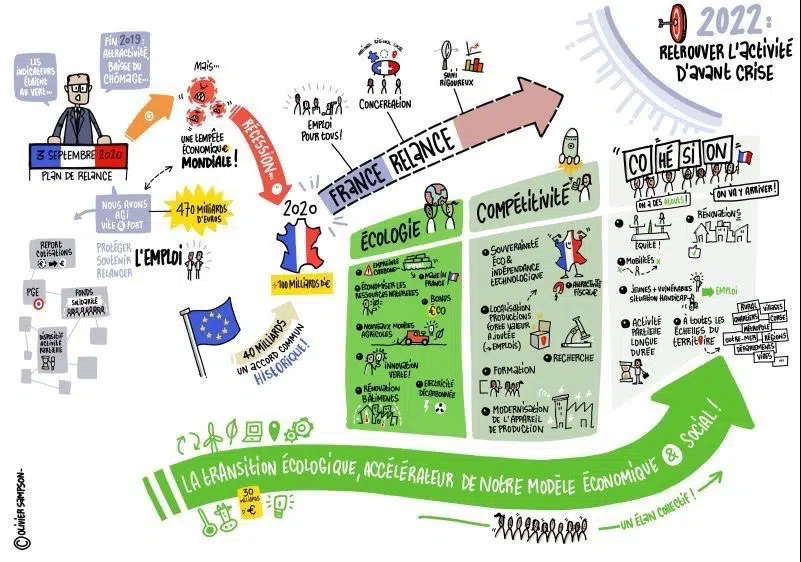 LES
INDICATEURS
ÉTAIENT
AU VERT...
FIN 2019:
ATTRACTIVITÉ,
BAISSE DU
CHÔMAGE...
3 SEPTEMBRE 2020
PLAN DE RELANCE
MAIS...
UNE TEMPÊTE
ÉCONOMIQUE
MONDIALE!
RÉCESSION...
NOUS AVONS
AGI
VITE & FORT
470 MILLIARDS
D'EUROS
PROTÉGER
SOUTENIR
RELANCER
L'EMPLOI
REPORT
COTISATIONS
PGE
FONDS
SOLIDARITÉ
DISPOSITIF
ACTIVITÉ
PARTIELLE
2020
+100 MILLIARDS D'€
40 MILLIARDS
UN ACCORD COMMUN
HISTORIQUE!
EMPLOI
POUR TOUS!
NATIONAL RÉGIONAL LOCAL
CONCERTATION
SUIVI
RIGOUREUX
FRANCE RELANCE
2022:
RETROUVER L'ACTIVITÉ
D'AVANT CRISE
ÉCOLOGIE
EMPREINTE
CARBONE
MADE IN
FRANCE!
ÉCONOMISER LES
RESSOURCES NATURELLES
BONUS
ÉCO
NOUVEAUX MODÈLES
AGRICOLES
INNOVATION
VERTE!
RÉNOVATION
BÂTIMENTS
ÉLECTRICITÉ
DÉCARBONNÉE
COMPÉTITIVITÉ
SOUVERAINETÉ
ÉCO &
INDÉPENDANCE
TECHNOLOGIQUE
ATTRACTIVITÉ
FISCALE
LOCALISATION
PRODUCTIONS
FORTE VALEUR
AJOUTÉE
(→ EMPLOIS)
RECHERCHE
FORMATION
MODERNISATION
DE L'APPAREIL
DE PRODUCTION
COHÉSION
ON A DES ATOUTS!
ON VA Y ARRIVER!
ÉQUITÉ!
RÉNOVATIONS
MOBILITÉS
JEUNES + VULNÉRABLES
SITUATION HANDICAP
EMPLOI
ACTIVITÉ
PARTIELLE
LONGUE
DURÉE
À TOUTES LES
ÉCHELLES DU
TERRITOIRE
RURAL
VILLAGES
QUARTIERS
CORSE
MÉTROPOLE
OUTRE-MER
RÉGIONS
DÉPARTEMENTS
VILLES
...
LA TRANSITION ÉCOLOGIQUE, ACCÉLÉRATEUR DE NOTRE MODÈLE ÉCONOMIQUE & SOCIAL!
30
MILLIARDS
D'€
UN ÉLAN COLLECTIF!
© OLIVIER SAMPSON